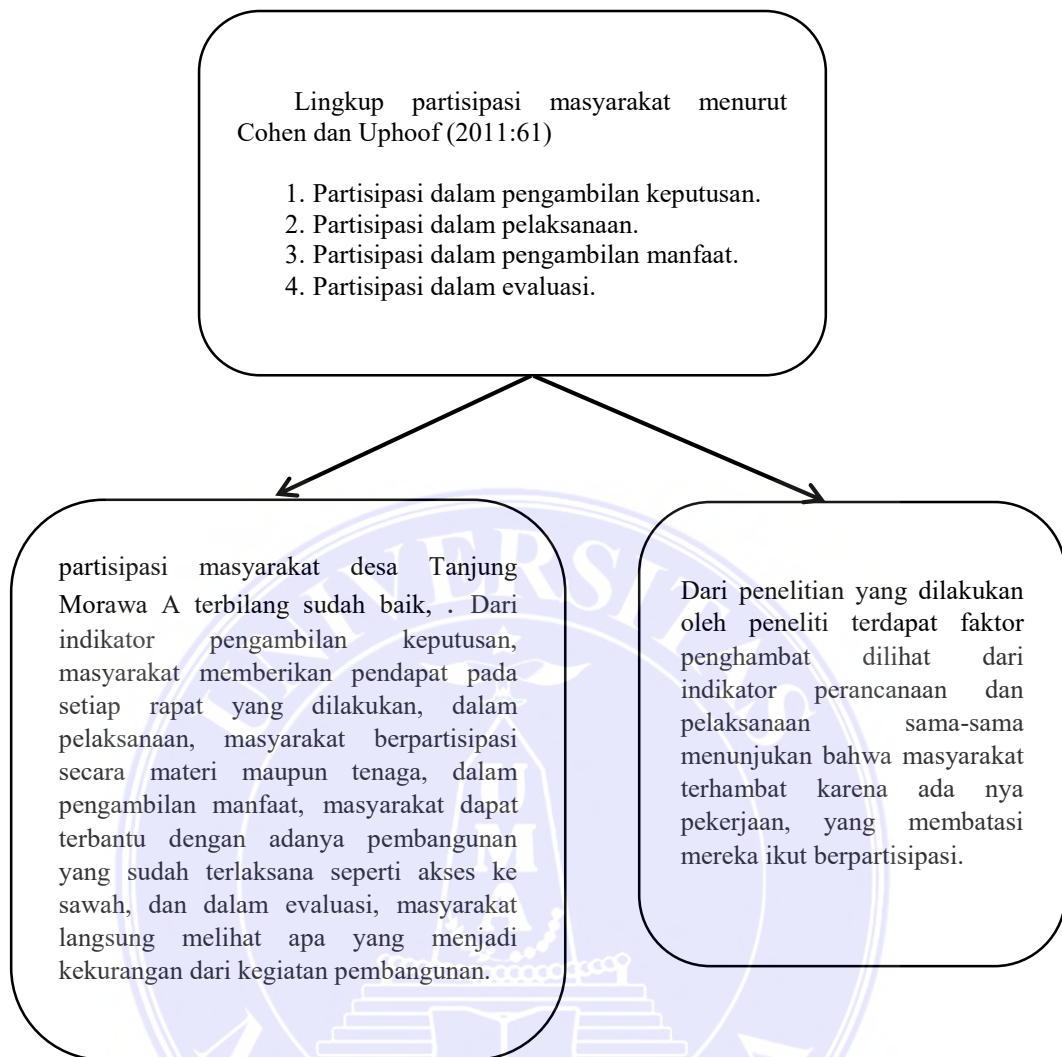 Lingkup partisipasi masyarakat menurut
Cohen dan Uphoof (2011:61)
1. Partisipasi dalam pengambilan keputusan.
2. Partisipasi dalam pelaksanaan.
3. Partisipasi dalam pengambilan manfaat.
4. Partisipasi dalam evaluasi.
partisipasi masyarakat desa Tanjung
Morawa A terbilang sudah baik, . Dari
indikator pengambilan keputusan,
masyarakat memberikan pendapat pada
setiap rapat yang dilakukan, dalam
pelaksanaan, masyarakat berpartisipasi
secara materi maupun tenaga, dalam
pengambilan manfaat, masyarakat dapat
terbantu dengan adanya pembangunan
yang sudah terlaksana seperti akses ke
sawah, dan dalam evaluasi, masyarakat
langsung melihat apa yang menjadi
kekurangan dari kegiatan pembangunan.
Dari penelitian yang dilakukan
oleh peneliti terdapat faktor
penghambat dilihat dari
indikator perancanaan dan
pelaksanaan sama-sama
menunjukan bahwa masyarakat
terhambat karena ada nya
pekerjaan, yang membatasi
mereka ikut berpartisipasi.
UNIVERSITAS
UMA